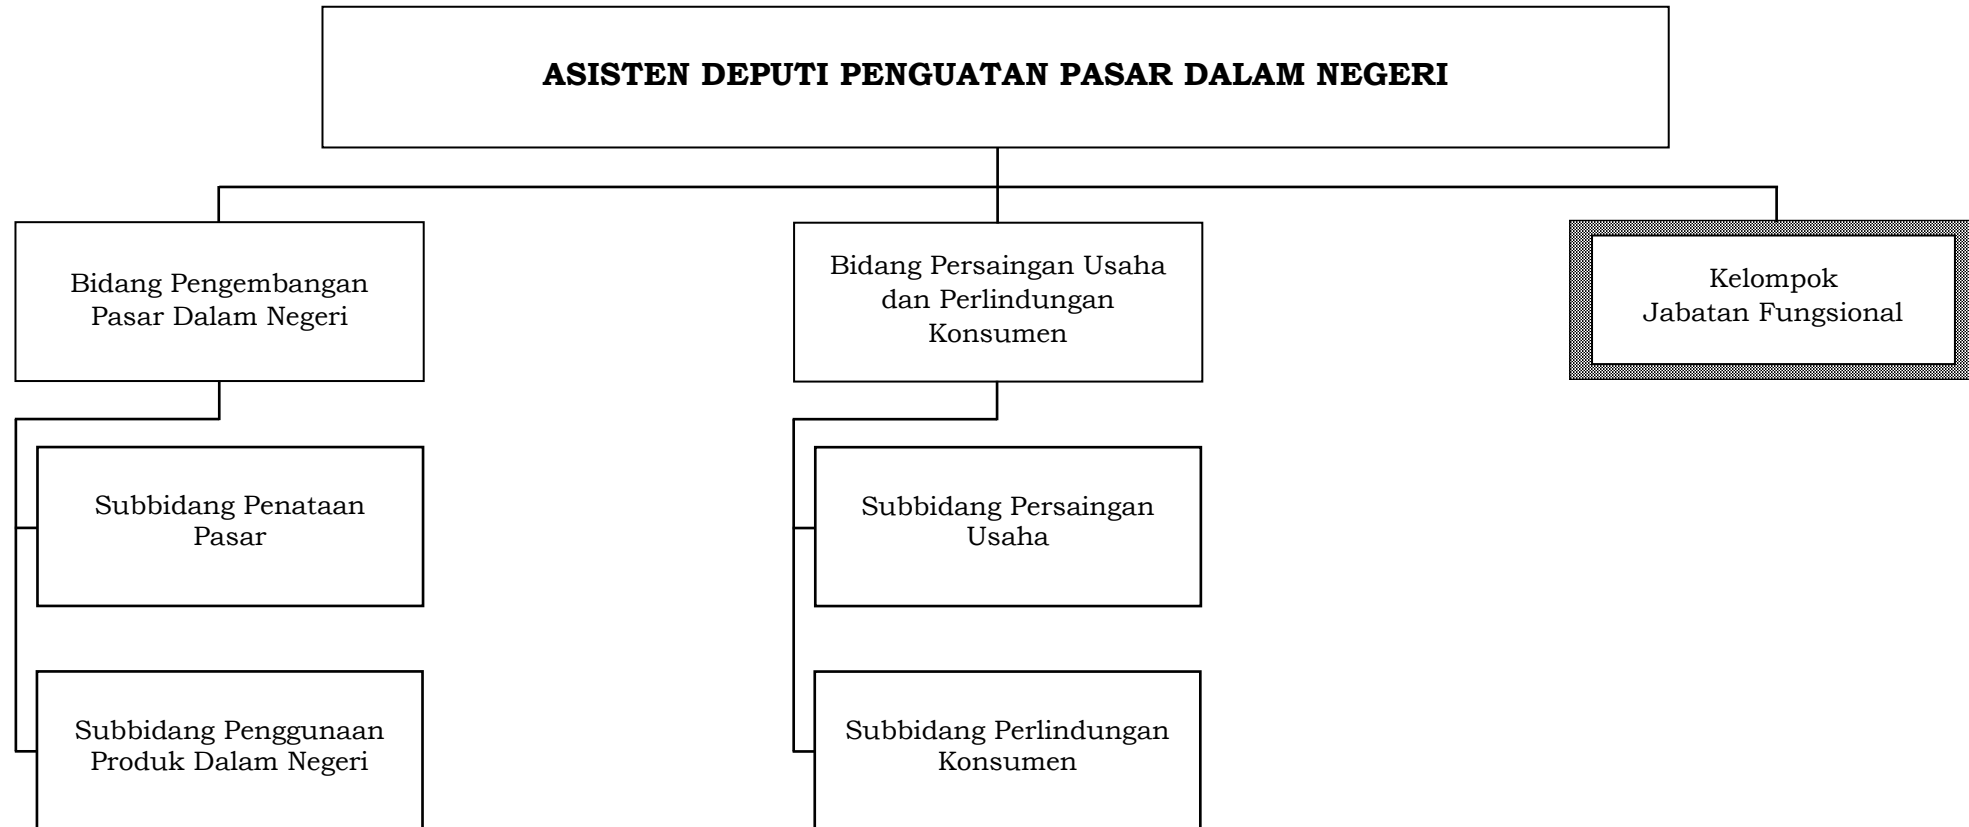 ASISTEN DEPUTI PENGUATAN PASAR DALAM NEGERI
Bidang Pengembangan
Pasar Dalam Negeri
Bidang Persaingan Usaha
dan Perlindungan
Konsumen
Kelompok
Jabatan Fungsional
Subbidang Penataan
Pasar
Subbidang Persaingan
Usaha
Subbidang Penggunaan
Produk Dalam Negeri
Subbidang Perlindungan
Konsumen